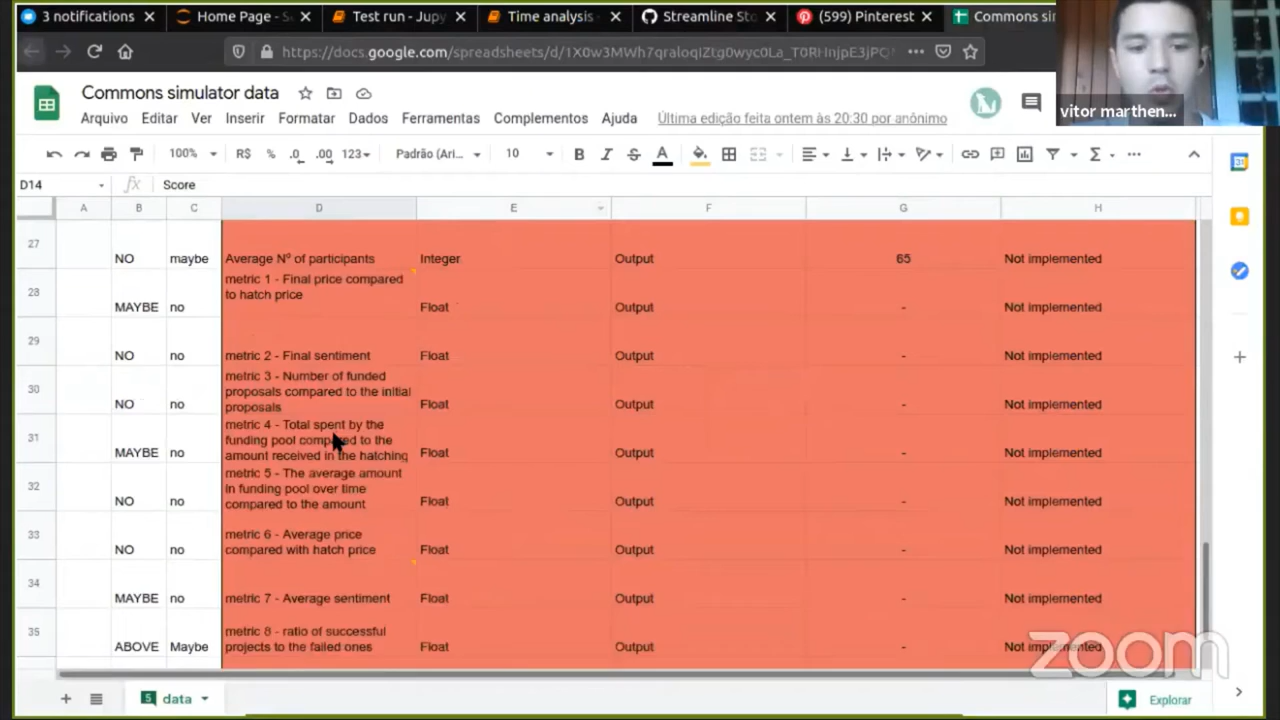 3 notifications
Home Page - S
Test run - Jupy
Time analysis
Streamline Sto
(599) Pinterest
Commons sim
https://docs.google.com/spreadsheets/d/
Commons simulator data
Arquivo Editar Ver Inserir Formatar Dados Ferramentas Complementos Ajuda
Última edição feita ontem às 20:30 por anônimo
vitor marthen...
100% R$ % .0 .00 123 Padrão (Ari... 10 B I S A Σ
D14 fx Score
A B C D E F G H
27 NO maybe Average Nº of participants Integer Output 65 Not implemented
28 MAYBE no metric 1 - Final price compared
to hatch price Float Output - Not implemented
29 NO no metric 2 - Final sentiment Float Output - Not implemented
30 NO no metric 3 - Number of funded
proposals compared to the initial
proposals Float Output - Not implemented
31 MAYBE no metric 4 - Total spent by the
funding pool compared to the
amount received in the hatching Float Output - Not implemented
32 NO no metric 5 - The average amount
in funding pool over time
compared to the amount Float Output - Not implemented
33 NO no metric 6 - Average price
compared with hatch price Float Output - Not implemented
34 MAYBE no metric 7 - Average sentiment Float Output - Not implemented
35 ABOVE Maybe metric 8 - ratio of successful
projects to the failed ones Float Output - Not implemented
zoom
5 data
Explorar